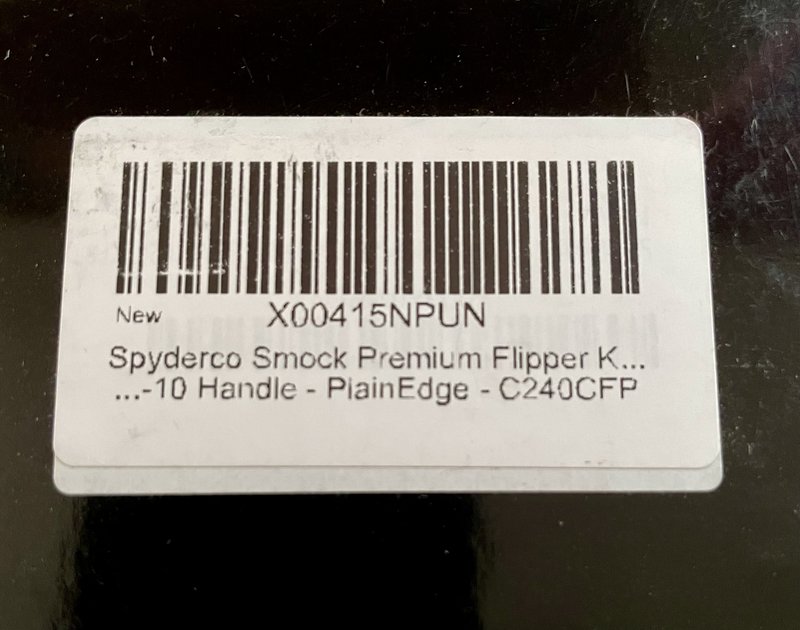 New X00415NPUN
Spyderco Smock Premium Flipper K...
...-10 Handle - PlainEdge - C240CFP